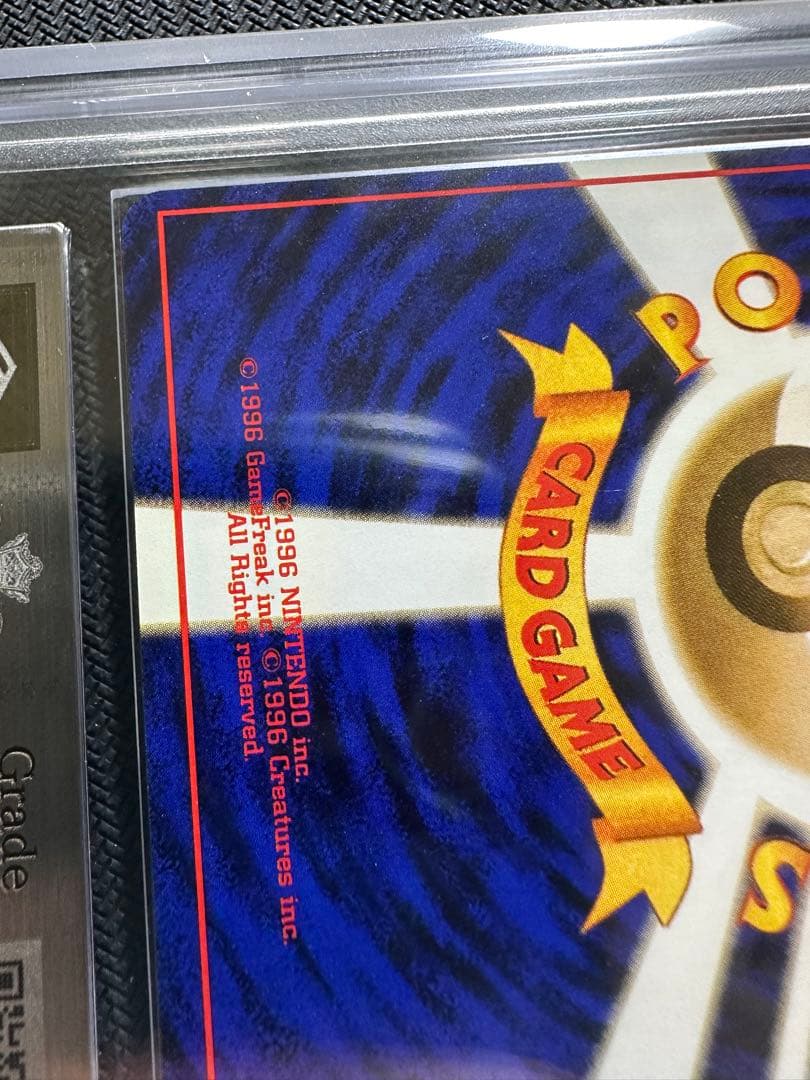 PO
S
CARD GAME
©1996 NINTENDO inc.
©1996 GameFreak inc. ©1996 Creatures inc.
All Rights reserved.
Grade